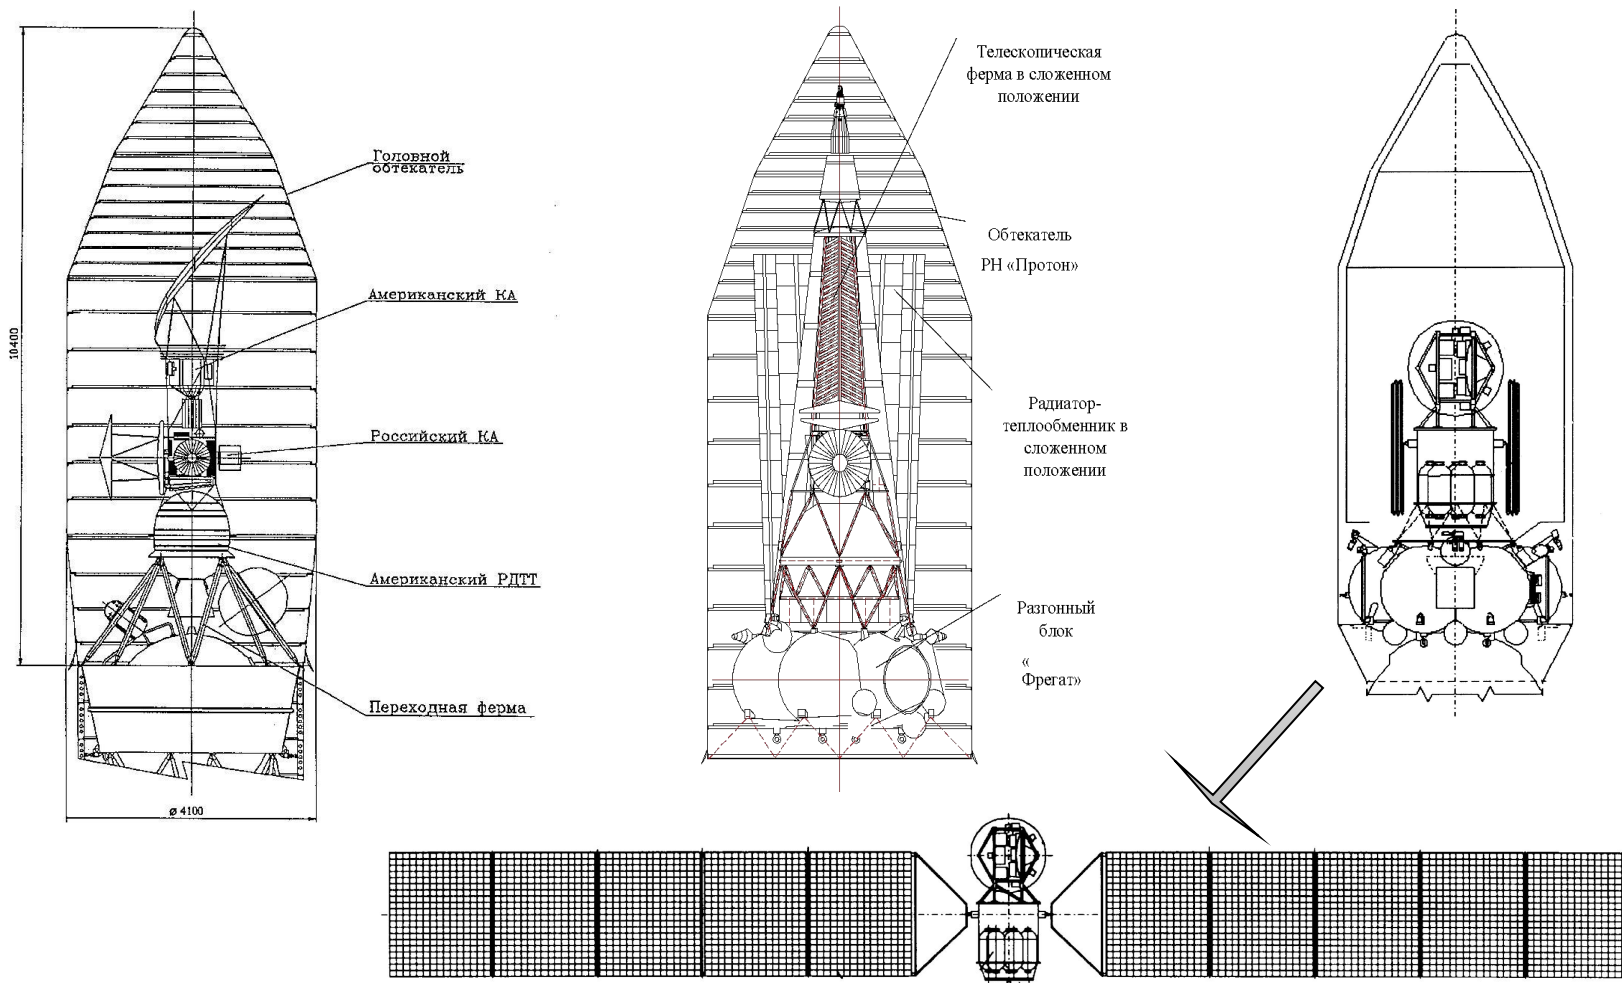 Головной
обтекатель
Американский КА
Российский КА
Американский РДТТ
Переходная ферма
10400
ø 4100
Телескопическая
ферма в сложенном
положении
Обтекатель
РН «Протон»
Радиатор-
теплообменник в
сложенном
положении
Разгонный
блок
«
Фрегат»